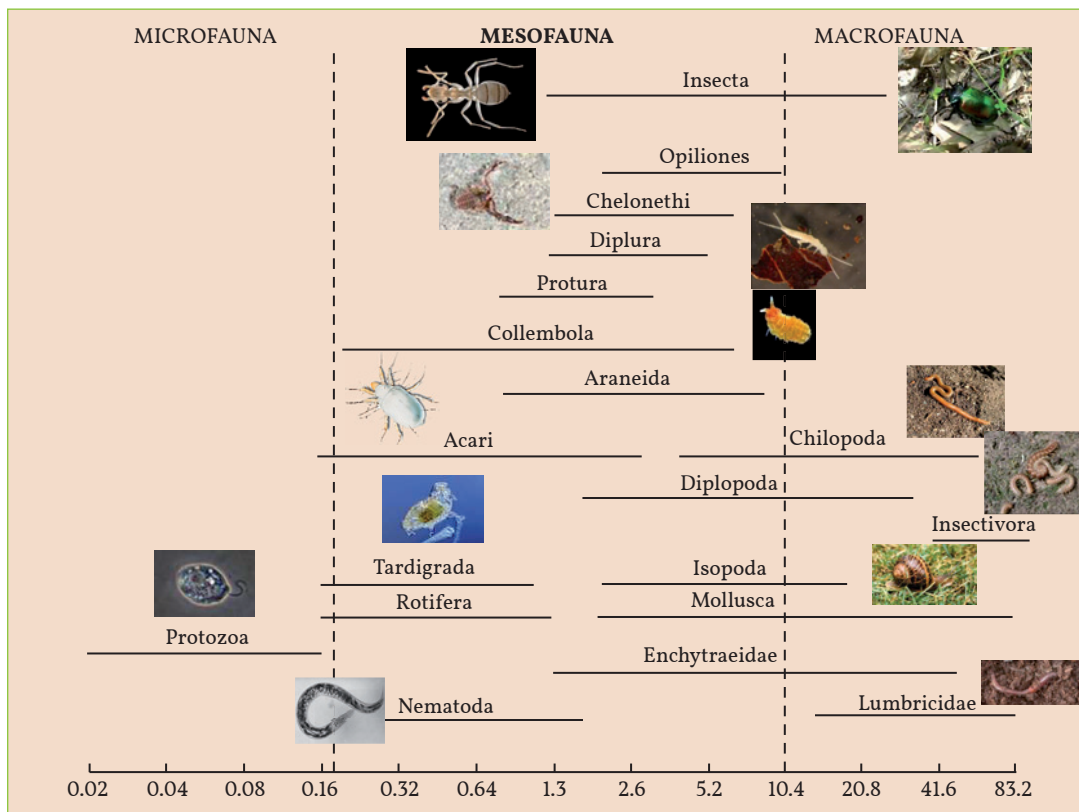 MICROFAUNA MESOFAUNA MACROFAUNA
Insecta
Opiliones
Chelonethi
Diplura
Protura
Collembola
Araneida
Acari Chilopoda
Diplopoda
Insectivora
Tardigrada Isopoda
Rotifera Mollusca
Protozoa
Enchytraeidae
Nematoda Lumbricidae
0.02 0.04 0.08 0.16 0.32 0.64 1.3 2.6 5.2 10.4 20.8 41.6 83.2